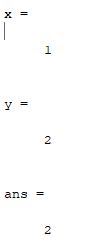 x =
1
y =
2
ans =
2